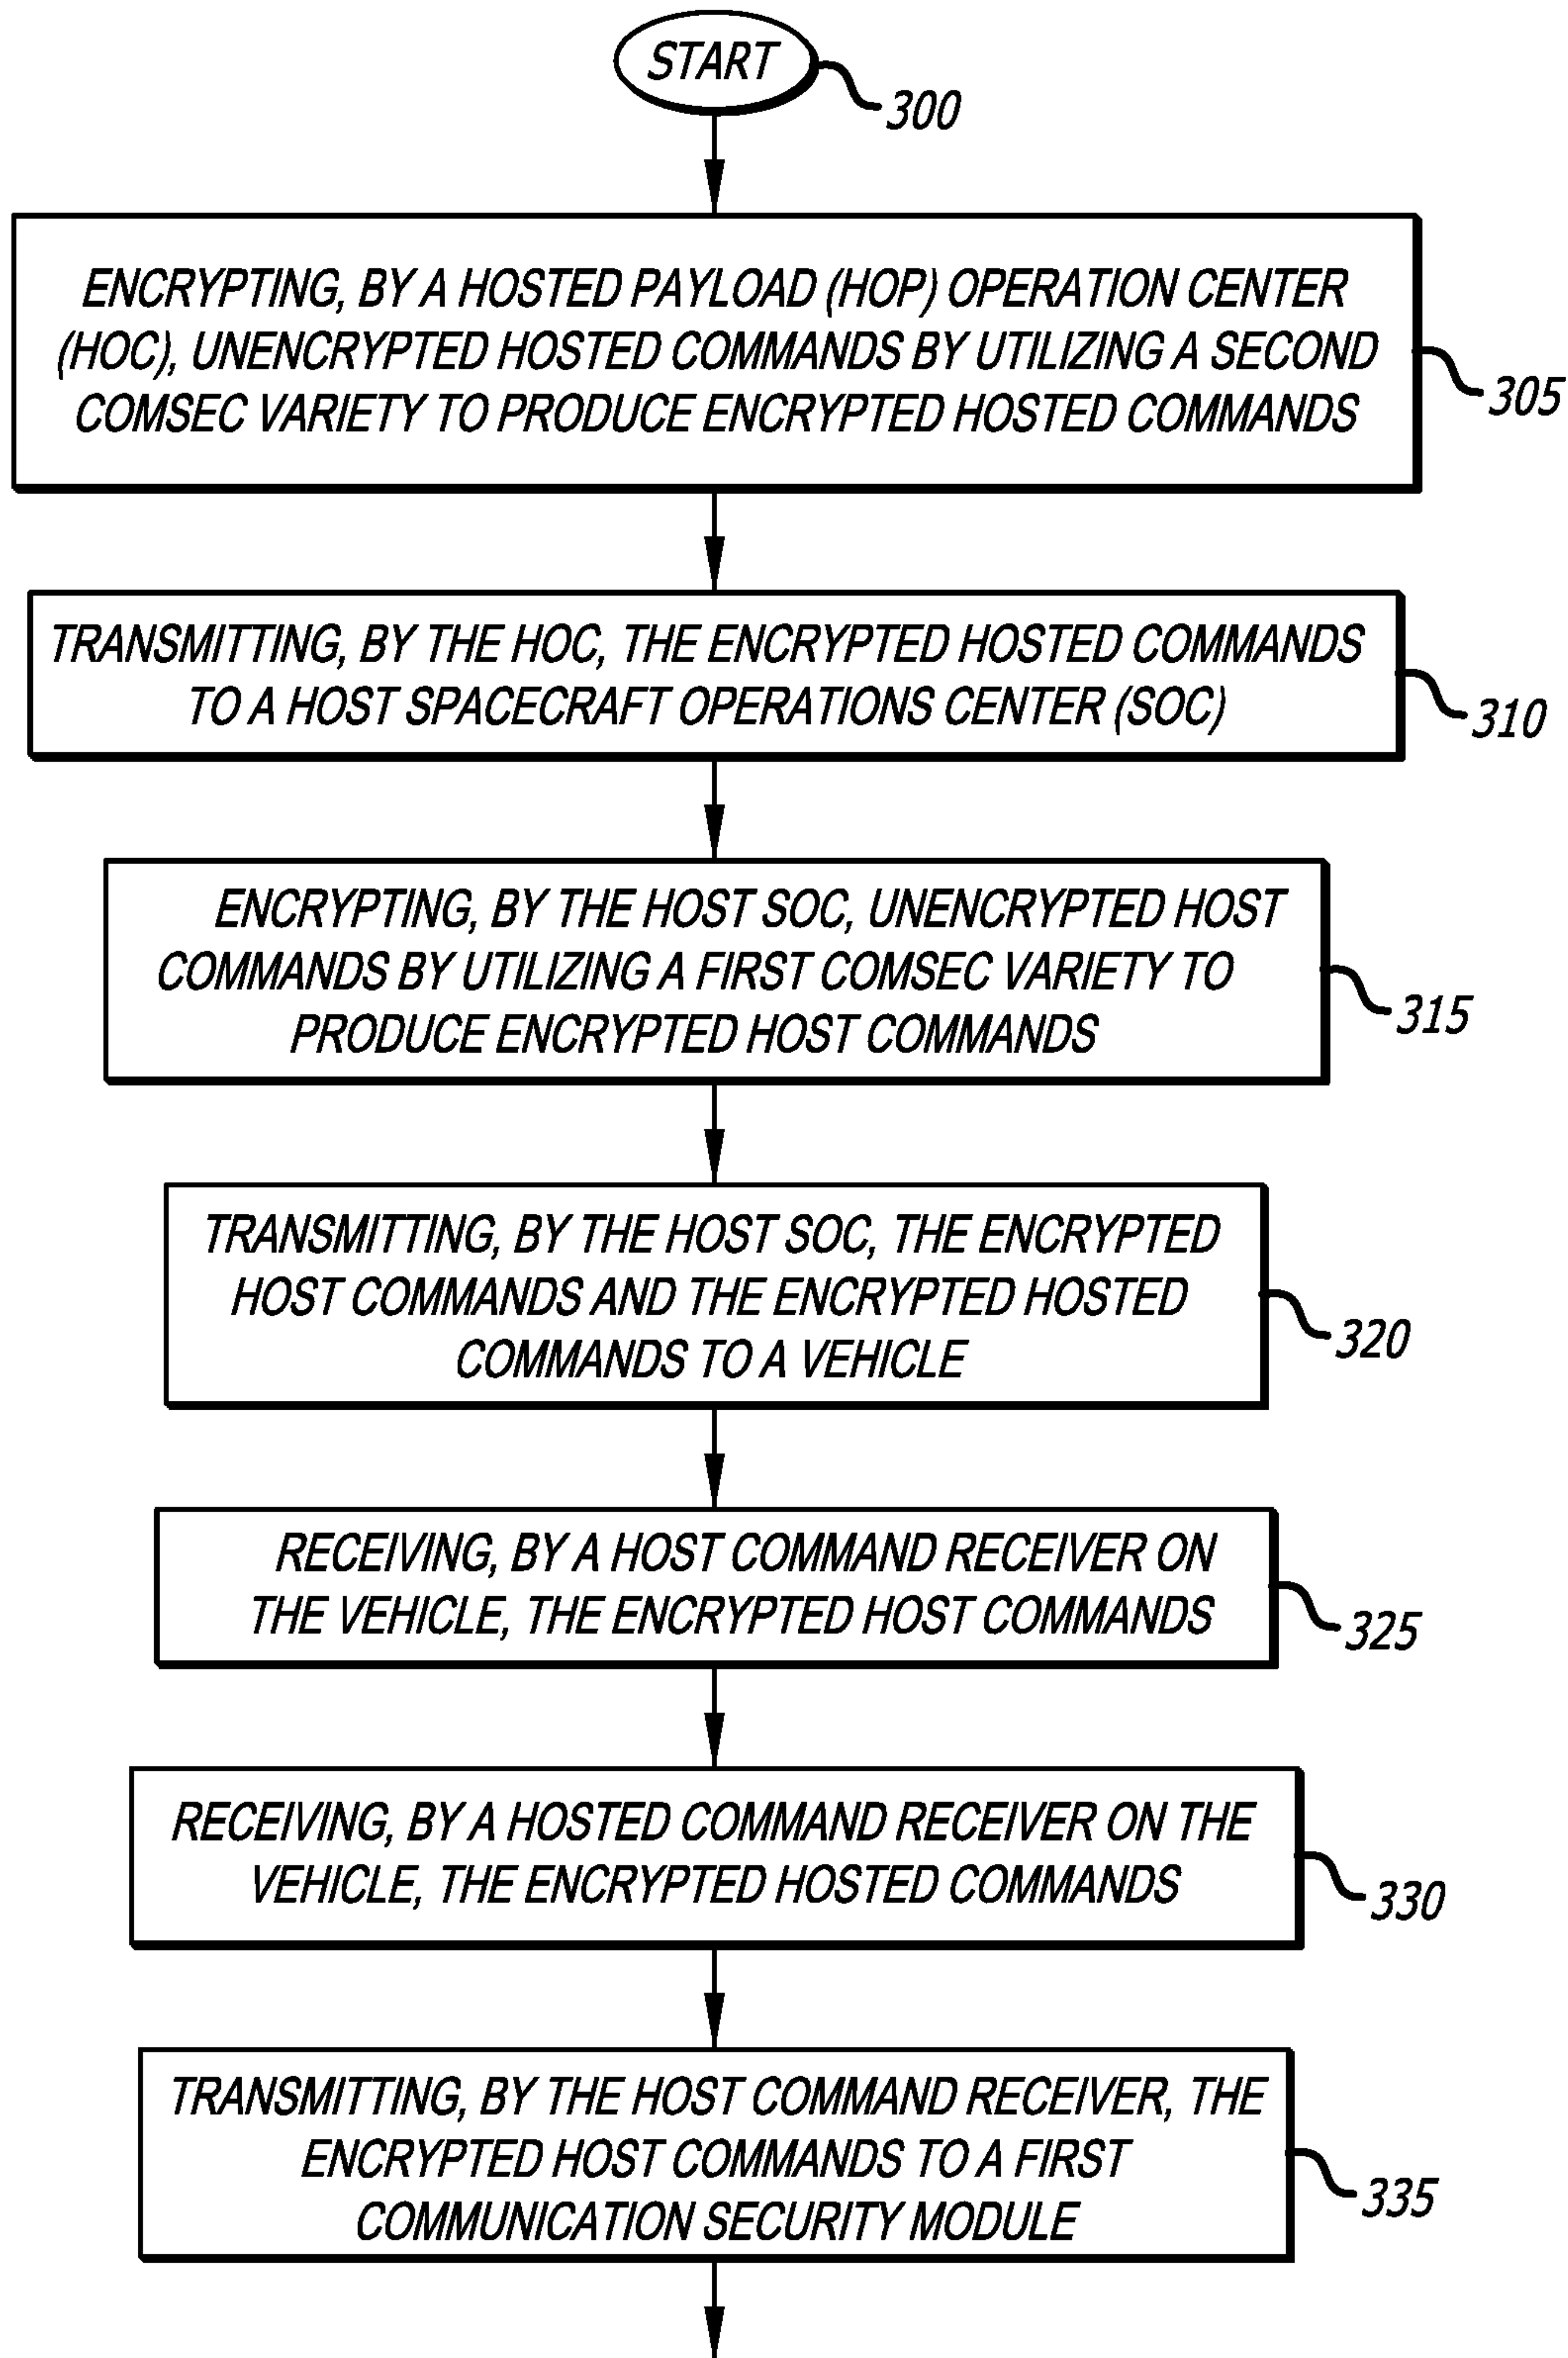 START
300
ENCRYPTING, BY A HOSTED PAYLOAD (HOP) OPERATION CENTER
(HOC), UNENCRYPTED HOSTED COMMANDS BY UTILIZING A SECOND
COMSEC VARIETY TO PRODUCE ENCRYPTED HOSTED COMMANDS
305
TRANSMITTING, BY THE HOC, THE ENCRYPTED HOSTED COMMANDS
TO A HOST SPACECRAFT OPERATIONS CENTER (SOC)
310
ENCRYPTING, BY THE HOST SOC, UNENCRYPTED HOST
COMMANDS BY UTILIZING A FIRST COMSEC VARIETY TO
PRODUCE ENCRYPTED HOST COMMANDS
315
TRANSMITTING, BY THE HOST SOC, THE ENCRYPTED
HOST COMMANDS AND THE ENCRYPTED HOSTED
COMMANDS TO A VEHICLE
320
RECEIVING, BY A HOST COMMAND RECEIVER ON
THE VEHICLE, THE ENCRYPTED HOST COMMANDS
325
RECEIVING, BY A HOSTED COMMAND RECEIVER ON THE
VEHICLE, THE ENCRYPTED HOSTED COMMANDS
330
TRANSMITTING, BY THE HOST COMMAND RECEIVER, THE
ENCRYPTED HOST COMMANDS TO A FIRST
COMMUNICATION SECURITY MODULE
335